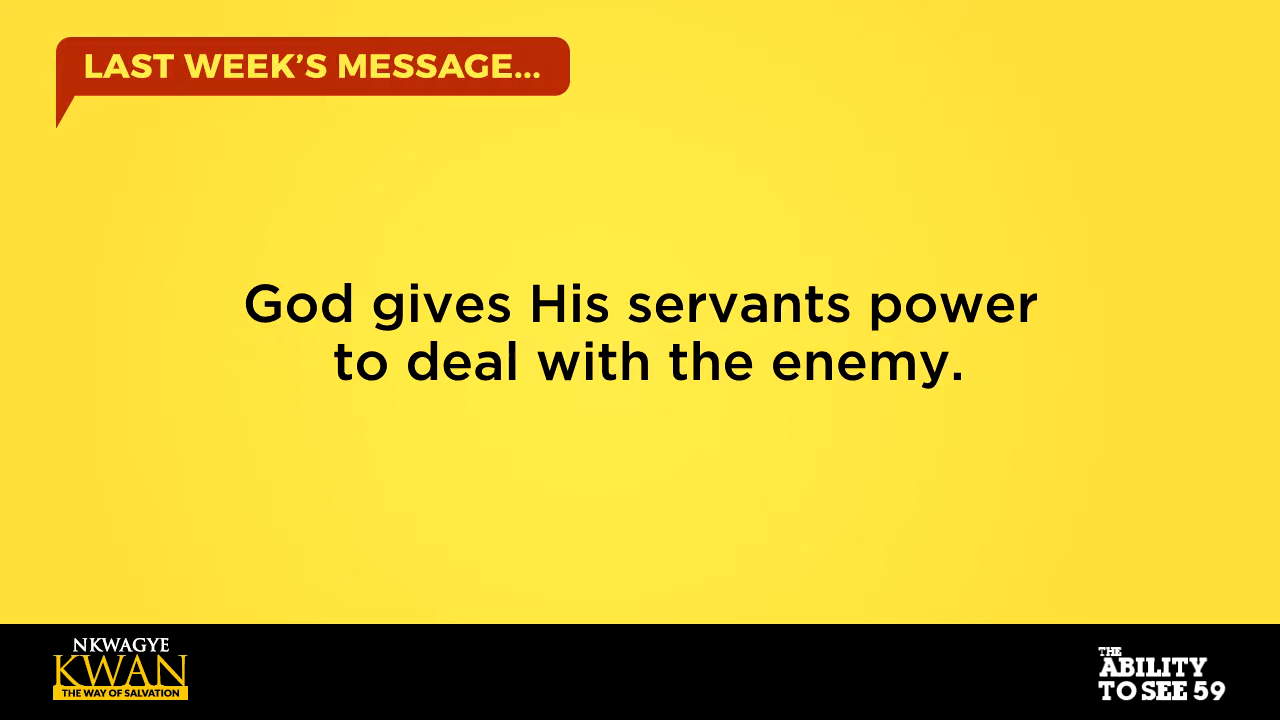 LAST WEEK'S MESSAGE...
God gives His servants power
to deal with the enemy.
NKWAGYE
KWAN
THE WAY OF SALVATION
THE
ABILITY
TO SEE 59